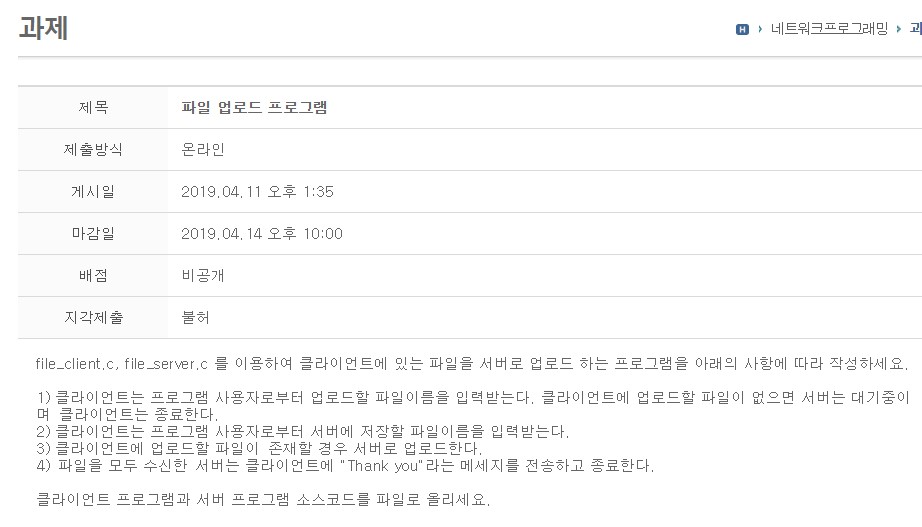 과제
H › 네트워크프로그래밍 › 과
제목 파일 업로드 프로그램
제출방식 온라인
게시일 2019.04.11 오후 1:35
마감일 2019.04.14 오후 10:00
배점 비공개
지각제출 불허
file_client.c, file_server.c 를 이용하여 클라이언트에 있는 파일을 서버로 업로드 하는 프로그램을 아래의 사항에 따라 작성하세요.
1) 클라이언트는 프로그램 사용자로부터 업로드할 파일이름을 입력받는다. 클라이언트에 업로드할 파일이 없으면 서버는 대기중이
며 클라이언트는 종료한다.
2) 클라이언트는 프로그램 사용자로부터 서버에 저장할 파일이름을 입력받는다.
3) 클라이언트에 업로드할 파일이 존재할 경우 서버로 업로드한다.
4) 파일을 모두 수신한 서버는 클라이언트에 "Thank you"라는 메세지를 전송하고 종료한다.
클라이언트 프로그램과 서버 프로그램 소스코드를 파일로 올리세요.